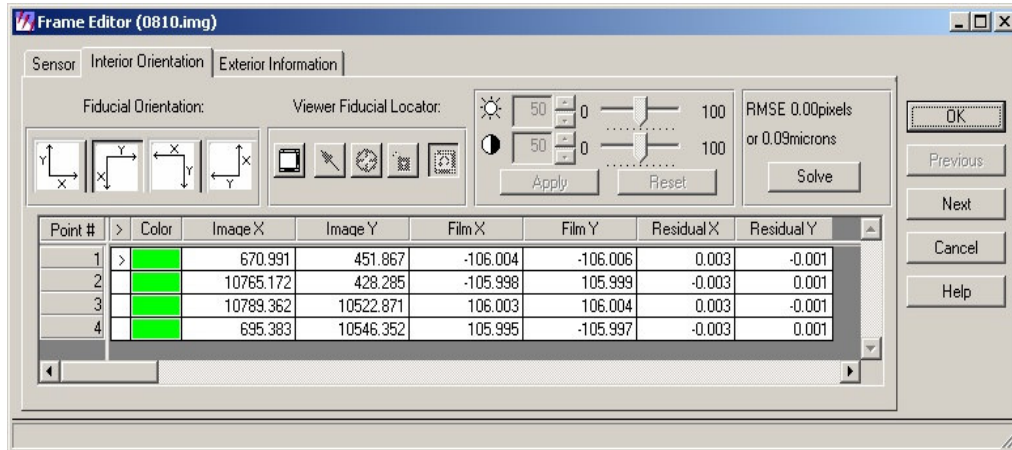 Frame Editor (0810.img)
Sensor Interior Orientation Exterior Information
Fiducial Orientation: Viewer Fiducial Locator:
Y X Y X X Y X Y
50 0 100
50 0 100
Apply Reset
RMSE 0.00pixels
or 0.09microns
Solve
OK
Previous
Next
Cancel
Help
Point # > Color Image X Image Y Film X Film Y Residual X Residual Y
1 > 670.991 451.867 -106.004 -106.006 0.003 -0.001
2 10765.172 428.285 -105.998 105.999 -0.003 0.001
3 10789.362 10522.871 106.003 106.004 0.003 -0.001
4 695.383 10546.352 105.995 -105.997 -0.003 0.001